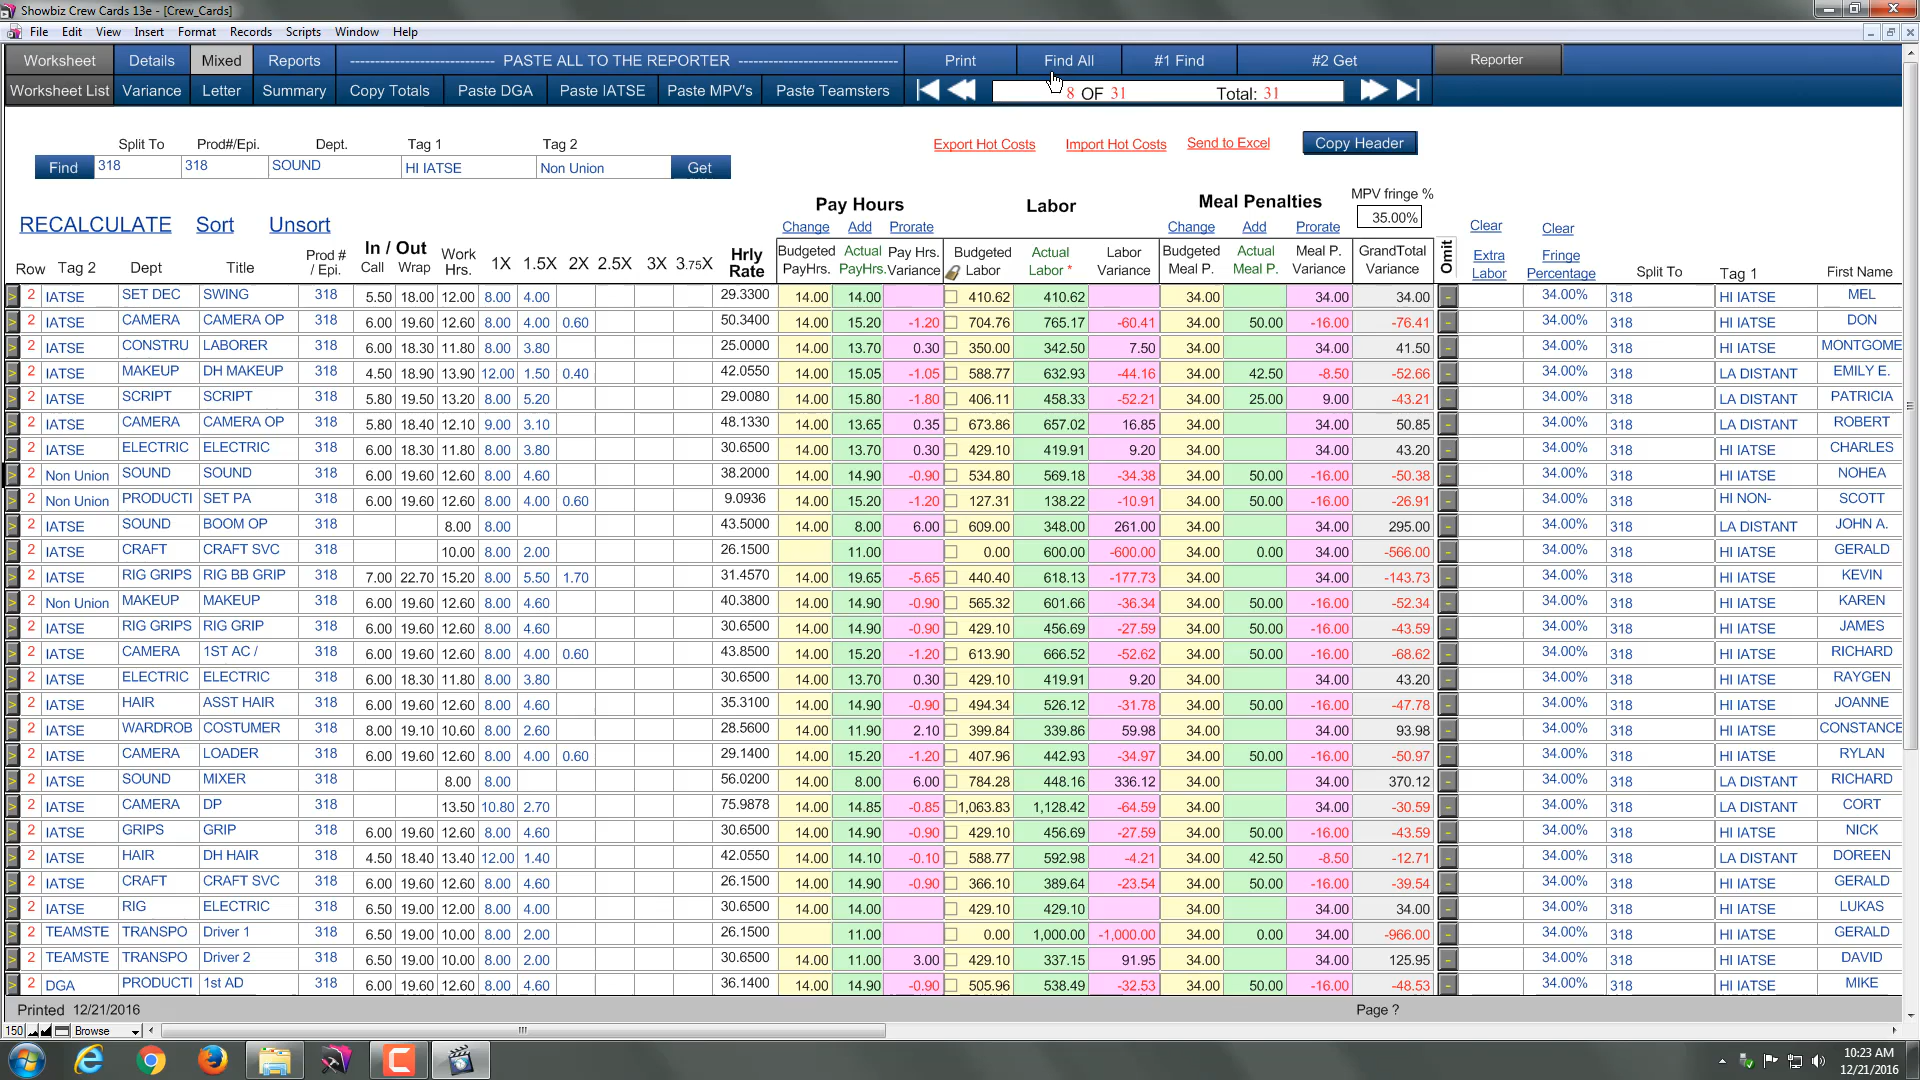 Showbiz Crew Cards 13e - [Crew_Cards]
File Edit View Insert Format Records Scripts Window Help
Worksheet Details Mixed Reports ---------------------------- PASTE ALL TO THE REPORTER ------------------------------- Print Find All #1 Find #2 Get Reporter
Worksheet List Variance Letter Summary Copy Totals Paste DGA Paste IATSE Paste MPV's Paste Teamsters 8 OF 31 Total: 31
Split To Prod#/Epi. Dept. Tag 1 Tag 2 Export Hot Costs Import Hot Costs Send to Excel Copy Header
Find 318 318 SOUND HI IATSE Non Union Get
Pay Hours Labor Meal Penalties MPV fringe %
35.00%
RECALCULATE Sort Unsort Change Add Prorate Change Add Prorate Clear Clear
Row Tag 2 Dept Title Prod # / Epi. In / Out Call Wrap Work Hrs. 1X 1.5X 2X 2.5X 3X 3.75X Hrly Rate Budgeted PayHrs. Actual PayHrs. Pay Hrs. Variance Budgeted Labor Actual Labor * Labor Variance Budgeted Meal P. Actual Meal P. Meal P. Variance GrandTotal Variance Omit Extra Labor Fringe Percentage Split To Tag 1 First Name
> 2 IATSE SET DEC SWING 318 5.50 18.00 12.00 8.00 4.00 29.3300 14.00 14.00 410.62 410.62 34.00 34.00 34.00 - 34.00% 318 HI IATSE MEL
> 2 IATSE CAMERA CAMERA OP 318 6.00 19.60 12.60 8.00 4.00 0.60 50.3400 14.00 15.20 -1.20 704.76 765.17 -60.41 34.00 50.00 -16.00 -76.41 - 34.00% 318 HI IATSE DON
> 2 IATSE CONSTRU LABORER 318 6.00 18.30 11.80 8.00 3.80 25.0000 14.00 13.70 0.30 350.00 342.50 7.50 34.00 34.00 41.50 - 34.00% 318 HI IATSE MONTGOME
> 2 IATSE MAKEUP DH MAKEUP 318 4.50 18.90 13.90 12.00 1.50 0.40 42.0550 14.00 15.05 -1.05 588.77 632.93 -44.16 34.00 42.50 -8.50 -52.66 - 34.00% 318 LA DISTANT EMILY E.
> 2 IATSE SCRIPT SCRIPT 318 5.80 19.50 13.20 8.00 5.20 29.0080 14.00 15.80 -1.80 406.11 458.33 -52.21 34.00 25.00 9.00 -43.21 - 34.00% 318 LA DISTANT PATRICIA
> 2 IATSE CAMERA CAMERA OP 318 5.80 18.40 12.10 9.00 3.10 48.1330 14.00 13.65 0.35 673.86 657.02 16.85 34.00 34.00 50.85 - 34.00% 318 LA DISTANT ROBERT
> 2 IATSE ELECTRIC ELECTRIC 318 6.00 18.30 11.80 8.00 3.80 30.6500 14.00 13.70 0.30 429.10 419.91 9.20 34.00 34.00 43.20 - 34.00% 318 HI IATSE CHARLES
> 2 Non Union SOUND SOUND 318 6.00 19.60 12.60 8.00 4.60 38.2000 14.00 14.90 -0.90 534.80 569.18 -34.38 34.00 50.00 -16.00 -50.38 - 34.00% 318 HI IATSE NOHEA
> 2 Non Union PRODUCTI SET PA 318 6.00 19.60 12.60 8.00 4.00 0.60 9.0936 14.00 15.20 -1.20 127.31 138.22 -10.91 34.00 50.00 -16.00 -26.91 - 34.00% 318 HI NON- SCOTT
> 2 IATSE SOUND BOOM OP 318 8.00 8.00 43.5000 14.00 8.00 6.00 609.00 348.00 261.00 34.00 34.00 295.00 - 34.00% 318 LA DISTANT JOHN A.
> 2 IATSE CRAFT CRAFT SVC 318 10.00 8.00 2.00 26.1500 11.00 0.00 600.00 -600.00 34.00 0.00 34.00 -566.00 - 34.00% 318 HI IATSE GERALD
> 2 IATSE RIG GRIPS RIG BB GRIP 318 7.00 22.70 15.20 8.00 5.50 1.70 31.4570 14.00 19.65 -5.65 440.40 618.13 -177.73 34.00 34.00 -143.73 - 34.00% 318 HI IATSE KEVIN
> 2 Non Union MAKEUP MAKEUP 318 6.00 19.60 12.60 8.00 4.60 40.3800 14.00 14.90 -0.90 565.32 601.66 -36.34 34.00 50.00 -16.00 -52.34 - 34.00% 318 HI IATSE KAREN
> 2 IATSE RIG GRIPS RIG GRIP 318 6.00 19.60 12.60 8.00 4.60 30.6500 14.00 14.90 -0.90 429.10 456.69 -27.59 34.00 50.00 -16.00 -43.59 - 34.00% 318 HI IATSE JAMES
> 2 IATSE CAMERA 1ST AC / 318 6.00 19.60 12.60 8.00 4.00 0.60 43.8500 14.00 15.20 -1.20 613.90 666.52 -52.62 34.00 50.00 -16.00 -68.62 - 34.00% 318 HI IATSE RICHARD
> 2 IATSE ELECTRIC ELECTRIC 318 6.00 18.30 11.80 8.00 3.80 30.6500 14.00 13.70 0.30 429.10 419.91 9.20 34.00 34.00 43.20 - 34.00% 318 HI IATSE RAYGEN
> 2 IATSE HAIR ASST HAIR 318 6.00 19.60 12.60 8.00 4.60 35.3100 14.00 14.90 -0.90 494.34 526.12 -31.78 34.00 50.00 -16.00 -47.78 - 34.00% 318 HI IATSE JOANNE
> 2 IATSE WARDROB COSTUMER 318 8.00 19.10 10.60 8.00 2.60 28.5600 14.00 11.90 2.10 399.84 339.86 59.98 34.00 34.00 93.98 - 34.00% 318 HI IATSE CONSTANCE
> 2 IATSE CAMERA LOADER 318 6.00 19.60 12.60 8.00 4.00 0.60 29.1400 14.00 15.20 -1.20 407.96 442.93 -34.97 34.00 50.00 -16.00 -50.97 - 34.00% 318 HI IATSE RYLAN
> 2 IATSE SOUND MIXER 318 8.00 8.00 56.0200 14.00 8.00 6.00 784.28 448.16 336.12 34.00 34.00 370.12 - 34.00% 318 LA DISTANT RICHARD
> 2 IATSE CAMERA DP 318 13.50 10.80 2.70 75.9878 14.00 14.85 -0.85 1,063.83 1,128.42 -64.59 34.00 34.00 -30.59 - 34.00% 318 LA DISTANT CORT
> 2 IATSE GRIPS GRIP 318 6.00 19.60 12.60 8.00 4.60 30.6500 14.00 14.90 -0.90 429.10 456.69 -27.59 34.00 50.00 -16.00 -43.59 - 34.00% 318 HI IATSE NICK
> 2 IATSE HAIR DH HAIR 318 4.50 18.40 13.40 12.00 1.40 42.0550 14.00 14.10 -0.10 588.77 592.98 -4.21 34.00 42.50 -8.50 -12.71 - 34.00% 318 LA DISTANT DOREEN
> 2 IATSE CRAFT CRAFT SVC 318 6.00 19.60 12.60 8.00 4.60 26.1500 14.00 14.90 -0.90 366.10 389.64 -23.54 34.00 50.00 -16.00 -39.54 - 34.00% 318 HI IATSE GERALD
> 2 IATSE RIG ELECTRIC 318 6.50 19.00 12.00 8.00 4.00 30.6500 14.00 14.00 429.10 429.10 34.00 34.00 34.00 - 34.00% 318 HI IATSE LUKAS
> 2 TEAMSTE TRANSPO Driver 1 318 6.50 19.00 10.00 8.00 2.00 26.1500 11.00 0.00 1,000.00 -1,000.00 34.00 0.00 34.00 -966.00 - 34.00% 318 HI IATSE GERALD
> 2 TEAMSTE TRANSPO Driver 2 318 6.50 19.00 10.00 8.00 2.00 30.6500 14.00 11.00 3.00 429.10 337.15 91.95 34.00 34.00 125.95 - 34.00% 318 HI IATSE DAVID
> 2 DGA PRODUCTI 1st AD 318 6.00 19.60 12.60 8.00 4.60 36.1400 14.00 14.90 -0.90 505.96 538.49 -32.53 34.00 50.00 -16.00 -48.53 - 34.00% 318 HI IATSE MIKE
Printed 12/21/2016 Page ?
150 Browse
10:23 AM
12/21/2016